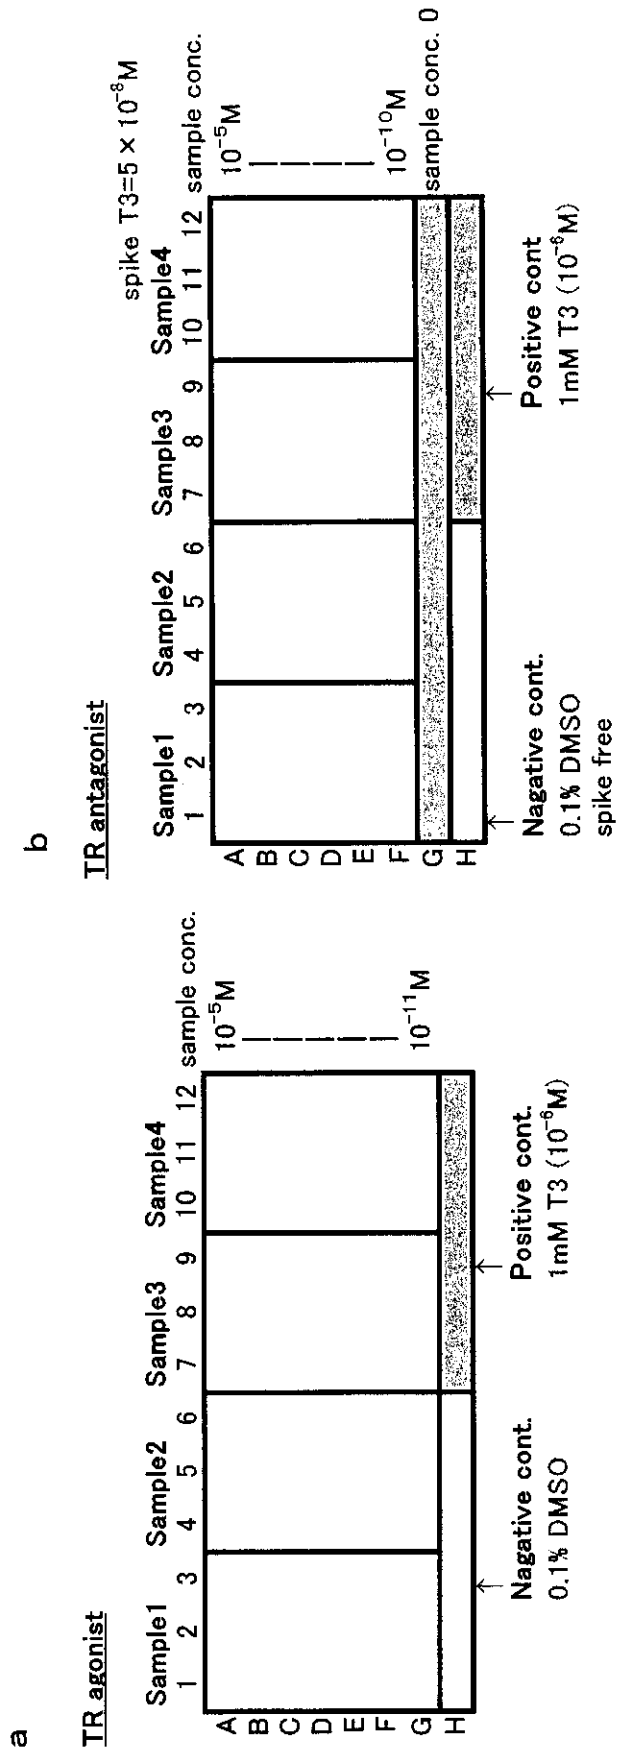 a
TR agonist
Sample1 Sample2 Sample3 Sample4
1 2 3 4 5 6 7 8 9 10 11 12
sample conc.
A
B
C
D
E
F
G
H
10⁻⁵M
10⁻¹¹M
Nagative cont.
0.1% DMSO
Positive cont.
1mM T3 (10⁻⁶M)
b
TR antagonist
spike T3=5 × 10⁻⁸M
Sample1 Sample2 Sample3 Sample4
1 2 3 4 5 6 7 8 9 10 11 12
sample conc.
A
B
C
D
E
F
G
H
10⁻⁵M
10⁻¹⁰M
sample conc. 0
Nagative cont.
0.1% DMSO
spike free
Positive cont
1mM T3 (10⁻⁶M)